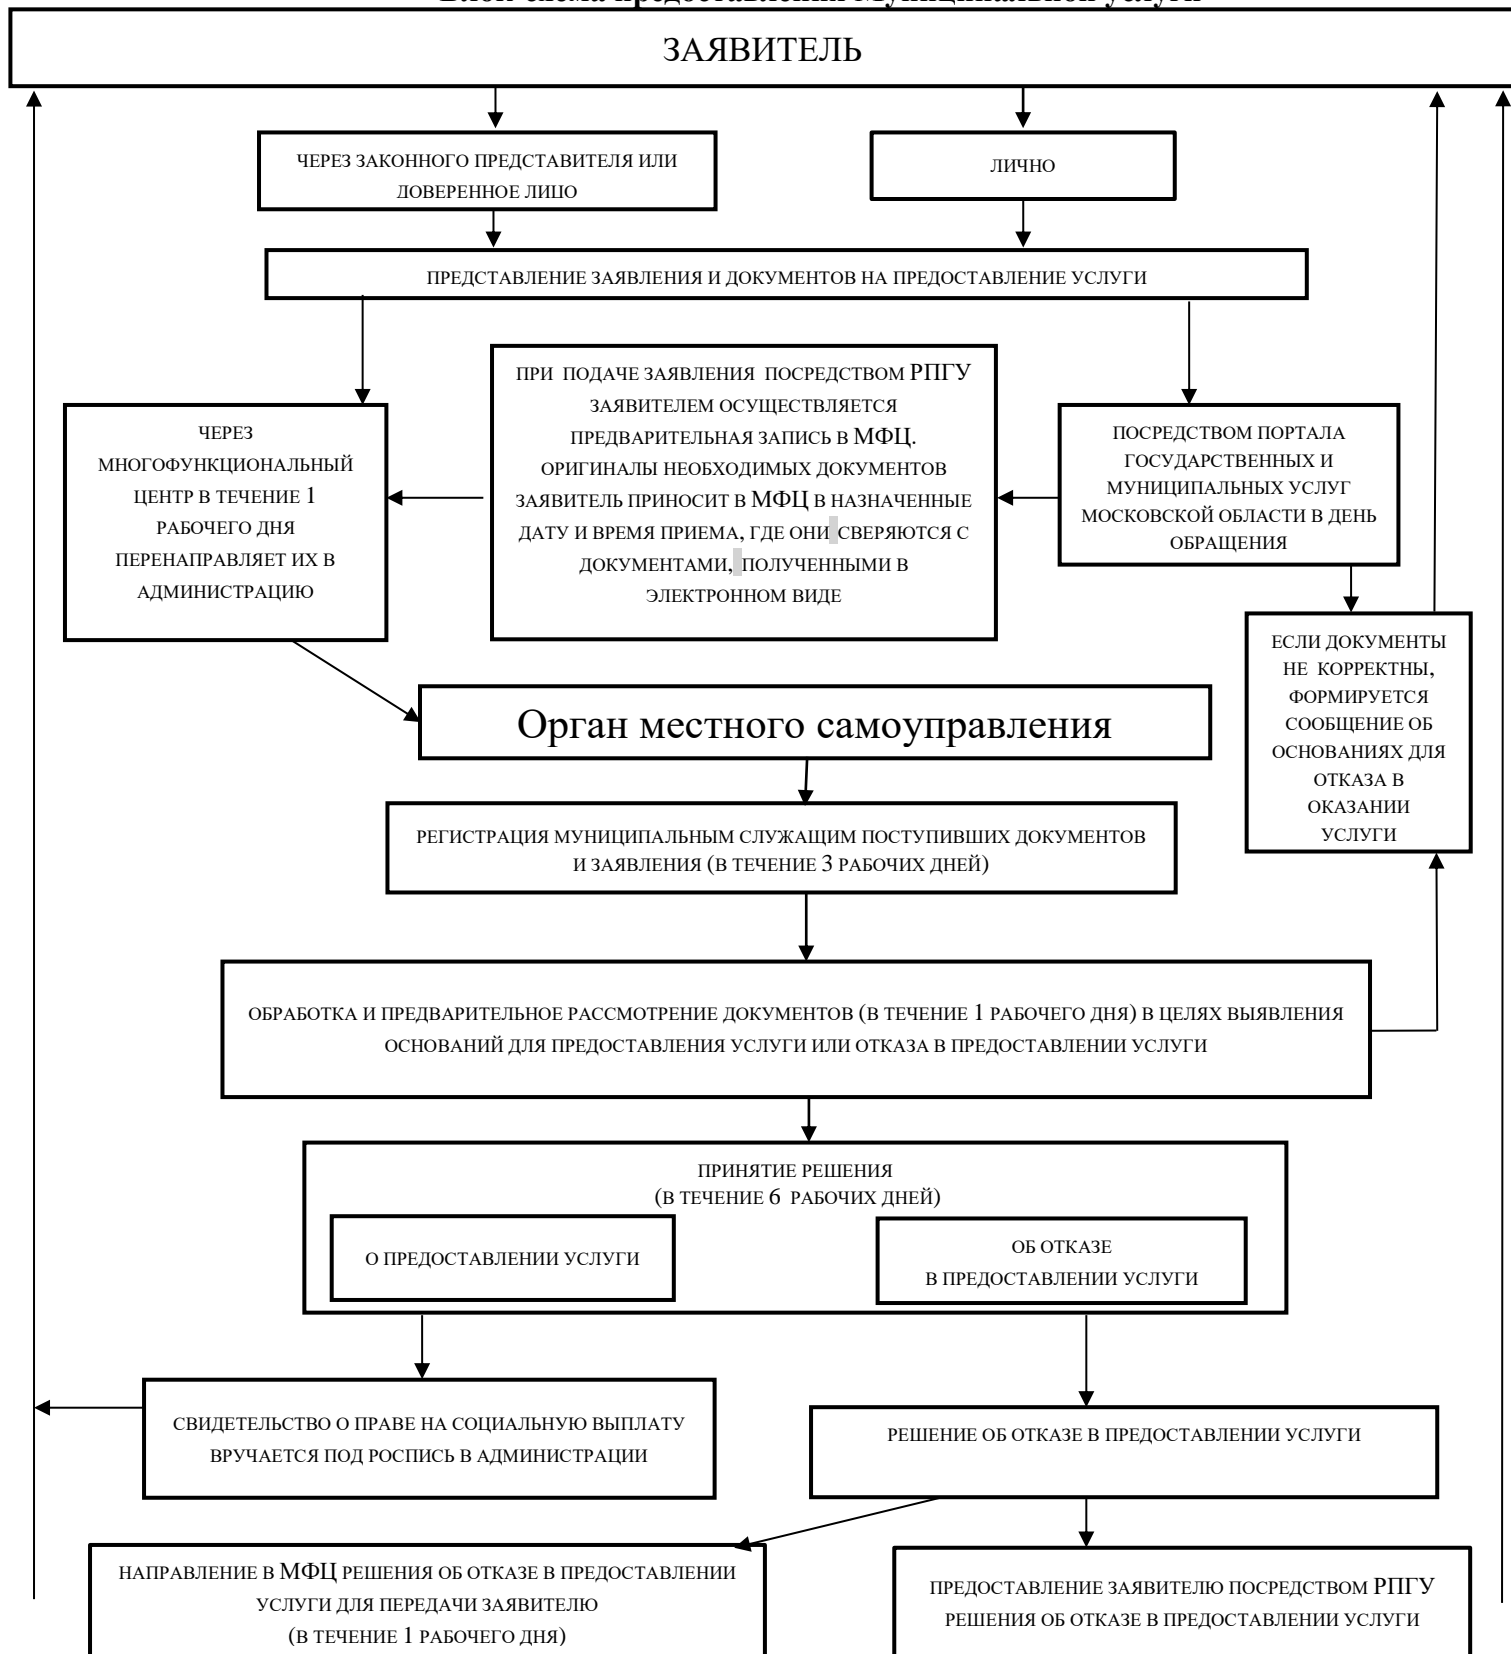 Блок-схема предоставления Муниципальной услуги
ЗАЯВИТЕЛЬ
ЧЕРЕЗ ЗАКОННОГО ПРЕДСТАВИТЕЛЯ ИЛИ
ДОВЕРЕННОЕ ЛИЦО
ЛИЧНО
ПРЕДСТАВЛЕНИЕ ЗАЯВЛЕНИЯ И ДОКУМЕНТОВ НА ПРЕДОСТАВЛЕНИЕ УСЛУГИ
ЧЕРЕЗ
МНОГОФУНКЦИОНАЛЬНЫЙ
ЦЕНТР В ТЕЧЕНИЕ 1
РАБОЧЕГО ДНЯ
ПЕРЕНАПРАВЛЯЕТ ИХ В
АДМИНИСТРАЦИЮ
ПРИ ПОДАЧЕ ЗАЯВЛЕНИЯ ПОСРЕДСТВОМ РПГУ
ЗАЯВИТЕЛЕМ ОСУЩЕСТВЛЯЕТСЯ
ПРЕДВАРИТЕЛЬНАЯ ЗАПИСЬ В МФЦ.
ОРИГИНАЛЫ НЕОБХОДИМЫХ ДОКУМЕНТОВ
ЗАЯВИТЕЛЬ ПРИНОСИТ В МФЦ В НАЗНАЧЕННЫЕ
ДАТУ И ВРЕМЯ ПРИЕМА, ГДЕ ОНИ СВЕРЯЮТСЯ С
ДОКУМЕНТАМИ, ПОЛУЧЕННЫМИ В
ЭЛЕКТРОННОМ ВИДЕ
ПОСРЕДСТВОМ ПОРТАЛА
ГОСУДАРСТВЕННЫХ И
МУНИЦИПАЛЬНЫХ УСЛУГ
МОСКОВСКОЙ ОБЛАСТИ В ДЕНЬ
ОБРАЩЕНИЯ
ЕСЛИ ДОКУМЕНТЫ
НЕ КОРРЕКТНЫ,
ФОРМИРУЕТСЯ
СООБЩЕНИЕ ОБ
ОСНОВАНИЯХ ДЛЯ
ОТКАЗА В
ОКАЗАНИИ
УСЛУГИ
Орган местного самоуправления
РЕГИСТРАЦИЯ МУНИЦИПАЛЬНЫМ СЛУЖАЩИМ ПОСТУПИВШИХ ДОКУМЕНТОВ
И ЗАЯВЛЕНИЯ (В ТЕЧЕНИЕ 3 РАБОЧИХ ДНЕЙ)
ОБРАБОТКА И ПРЕДВАРИТЕЛЬНОЕ РАССМОТРЕНИЕ ДОКУМЕНТОВ (В ТЕЧЕНИЕ 1 РАБОЧЕГО ДНЯ) В ЦЕЛЯХ ВЫЯВЛЕНИЯ
ОСНОВАНИЙ ДЛЯ ПРЕДОСТАВЛЕНИЯ УСЛУГИ ИЛИ ОТКАЗА В ПРЕДОСТАВЛЕНИИ УСЛУГИ
ПРИНЯТИЕ РЕШЕНИЯ
(В ТЕЧЕНИЕ 6 РАБОЧИХ ДНЕЙ)
О ПРЕДОСТАВЛЕНИИ УСЛУГИ
ОБ ОТКАЗЕ
В ПРЕДОСТАВЛЕНИИ УСЛУГИ
СВИДЕТЕЛЬСТВО О ПРАВЕ НА СОЦИАЛЬНУЮ ВЫПЛАТУ
ВРУЧАЕТСЯ ПОД РОСПИСЬ В АДМИНИСТРАЦИИ
РЕШЕНИЕ ОБ ОТКАЗЕ В ПРЕДОСТАВЛЕНИИ УСЛУГИ
НАПРАВЛЕНИЕ В МФЦ РЕШЕНИЯ ОБ ОТКАЗЕ В ПРЕДОСТАВЛЕНИИ
УСЛУГИ ДЛЯ ПЕРЕДАЧИ ЗАЯВИТЕЛЮ
(В ТЕЧЕНИЕ 1 РАБОЧЕГО ДНЯ)
ПРЕДОСТАВЛЕНИЕ ЗАЯВИТЕЛЮ ПОСРЕДСТВОМ РПГУ
РЕШЕНИЯ ОБ ОТКАЗЕ В ПРЕДОСТАВЛЕНИИ УСЛУГИ